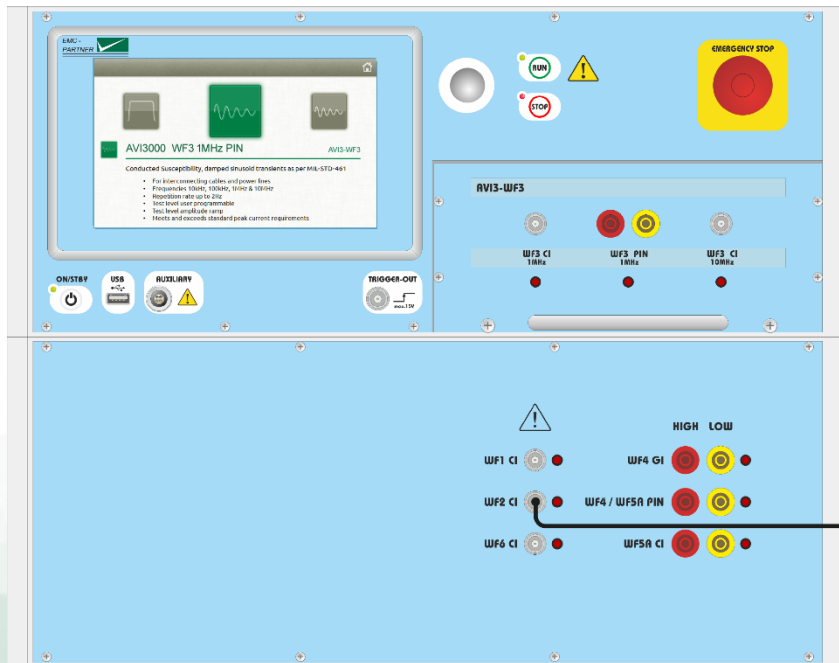 EMC-
PARTNER
AVI3000 WF3 1MHz PIN
AVI3-WF3
Conducted Susceptibility, damped sinusoid transients as per MIL-STD-461
• For interconnecting cables and power lines
• Frequencies 10kHz, 100kHz, 1MHz & 10MHz
• Repetition rate up to 2Hz
• Test level user programmable
• Test level amplitude ramp
• Meets and exceeds standard peak current requirements
RUN
STOP
EMERGENCY STOP
AVI3-WF3
WF3 CI
1MHz
WF3 PIN
1MHz
WF3 CI
10MHz
ON/STBY
USB
AUXILIARY
TRIGGER-OUT
max.15V
HIGH LOW
WF1 CI
WF4 GI
WF2 CI
WF4 / WF5A PIN
WF6 CI
WF5A CI